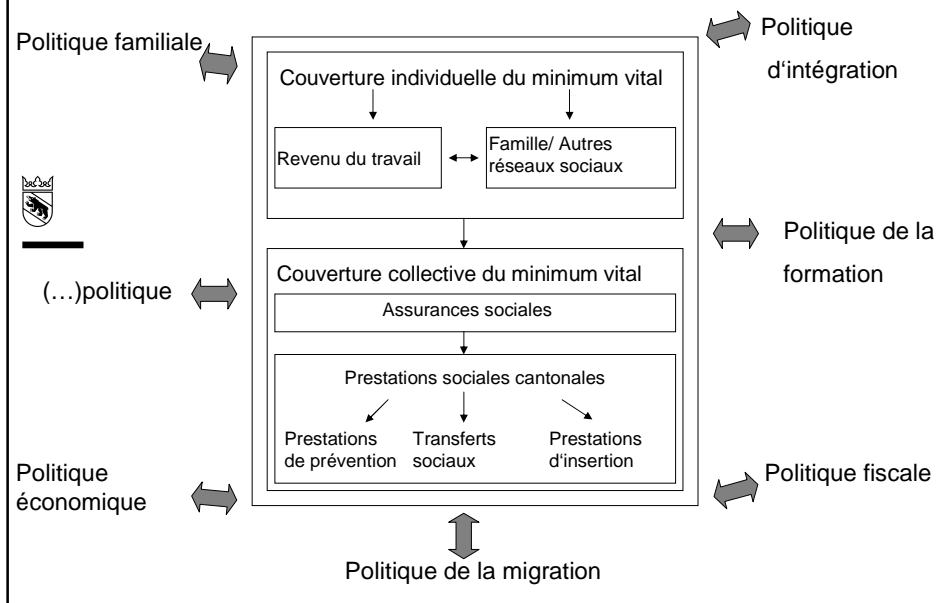 Politique familiale
Politique
d‘intégration
Couverture individuelle du minimum vital
Revenu du travail
Famille/ Autres
réseaux sociaux
Politique de la
formation
Couverture collective du minimum vital
(…)politique
Assurances sociales
Prestations sociales cantonales
Prestations
de prévention
Transferts
sociaux
Prestations
d‘insertion
Politique
économique
Politique fiscale
Politique de la migration